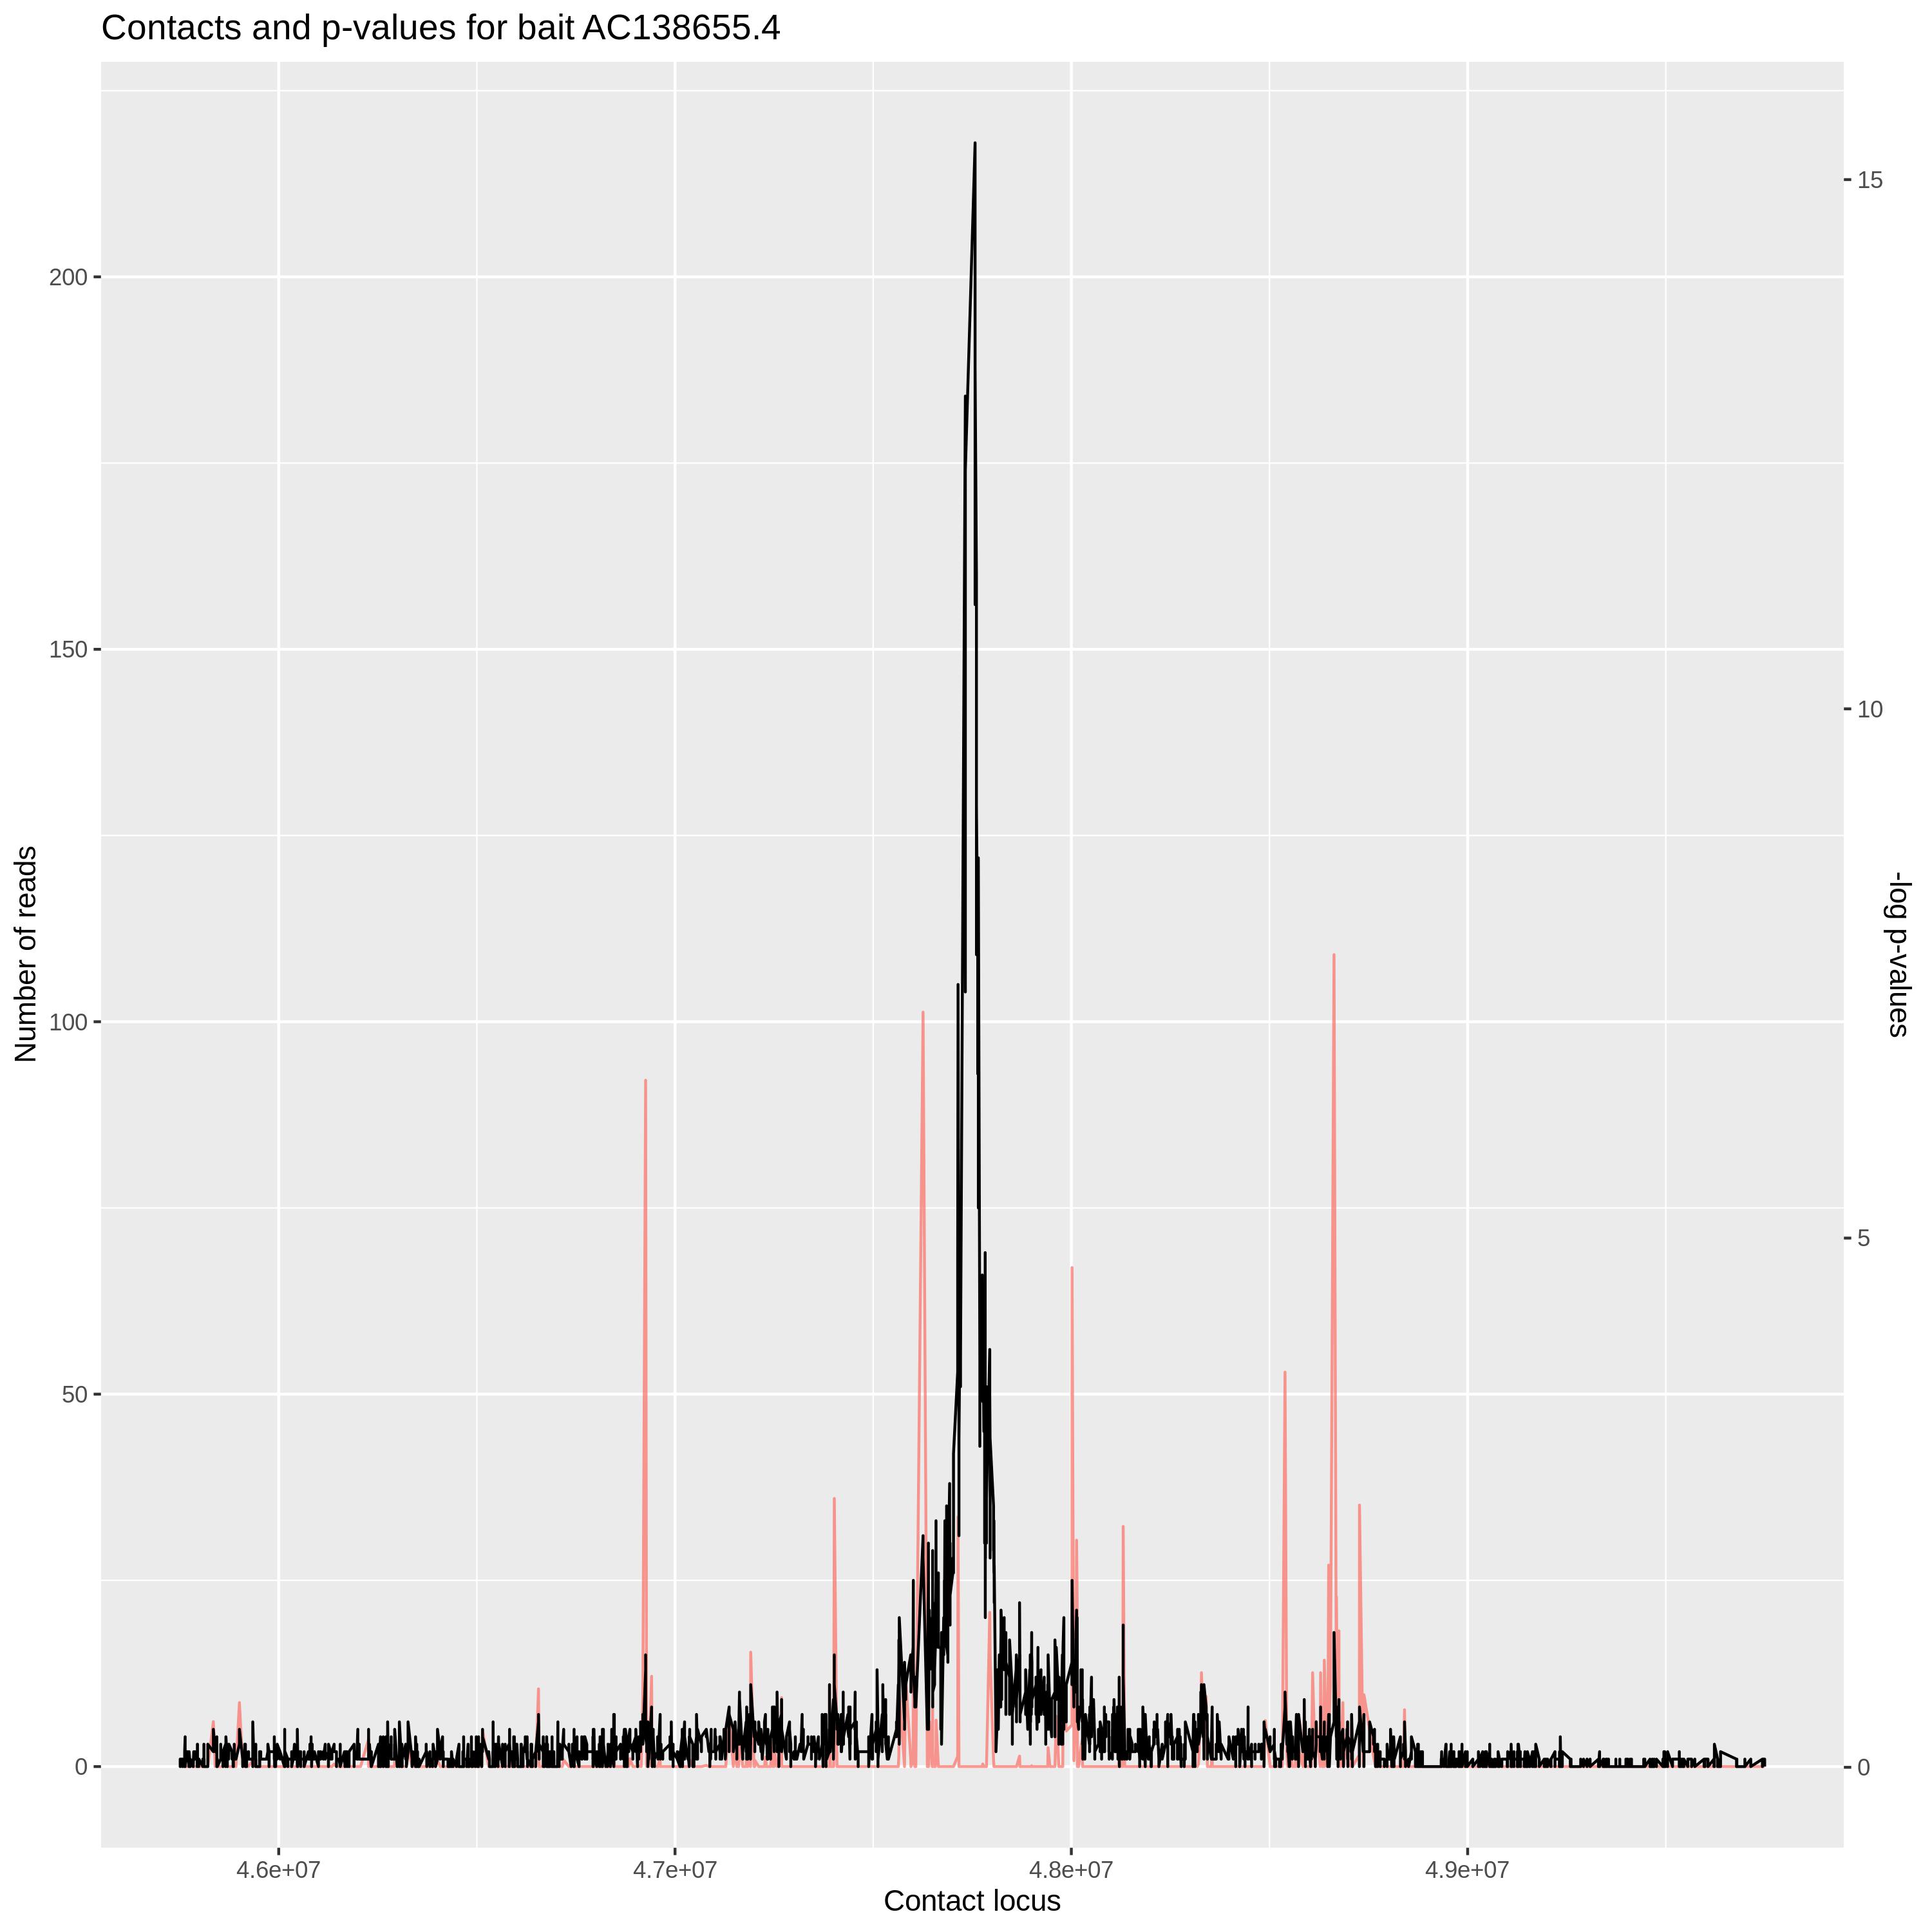 Contacts and p-values for bait AC138655.4
200
150
100
50
0
Number of reads
15
10
5
0
-log p-values
4.6e+07
4.7e+07
4.8e+07
4.9e+07
Contact locus